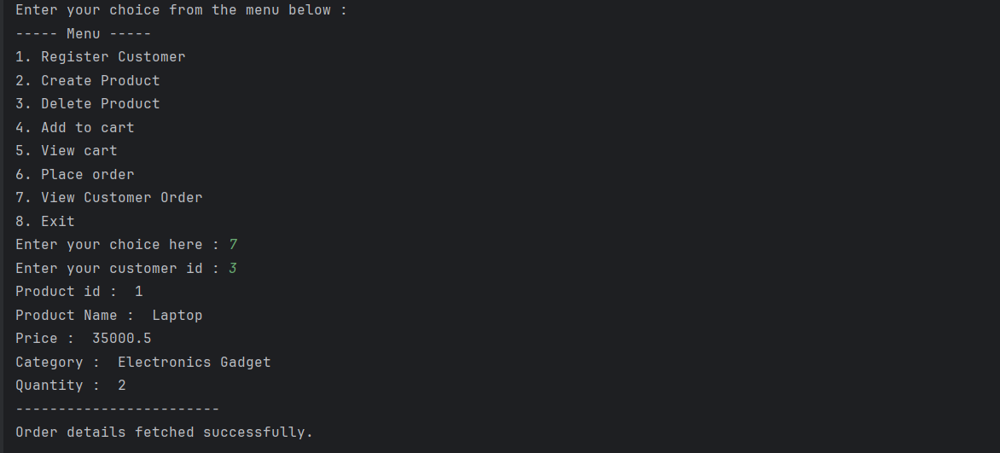 Enter your choice from the menu below :
----- Menu -----
1. Register Customer
2. Create Product
3. Delete Product
4. Add to cart
5. View cart
6. Place order
7. View Customer Order
8. Exit
Enter your choice here : 7
Enter your customer id : 3
Product id :  1
Product Name :  Laptop
Price :  35000.5
Category :  Electronics Gadget
Quantity :  2
------------------------
Order details fetched successfully.